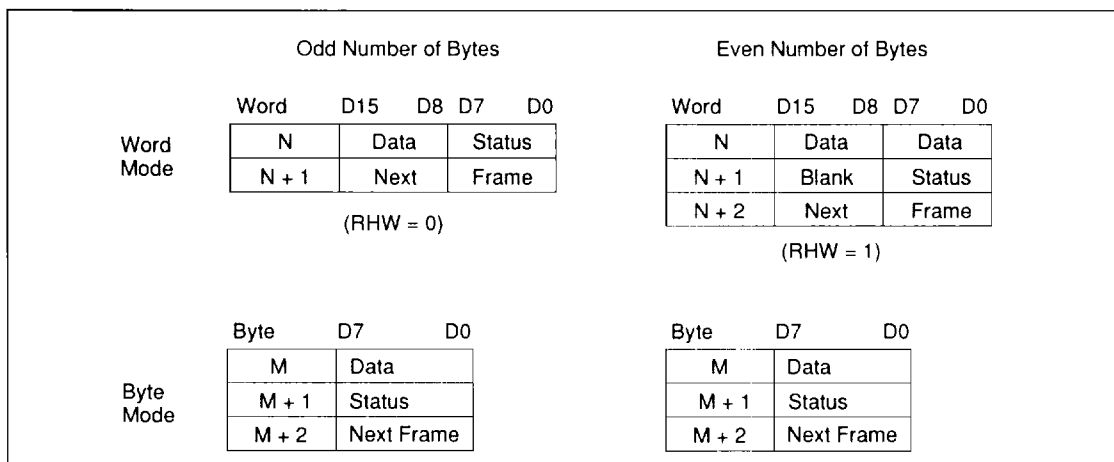 Odd Number of Bytes
Even Number of Bytes
Word Mode
Word D15 D8 D7 D0
N Data Status
N + 1 Next Frame
(RHW = 0)
Word D15 D8 D7 D0
N Data Data
N + 1 Blank Status
N + 2 Next Frame
(RHW = 1)
Byte Mode
Byte D7 D0
M Data
M + 1 Status
M + 2 Next Frame
Byte D7 D0
M Data
M + 1 Status
M + 2 Next Frame